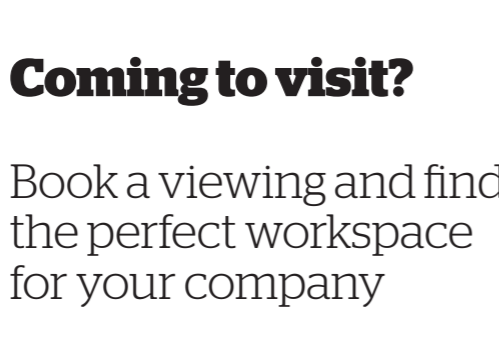 Coming to visit?
Book a viewing and find
the perfect workspace
for your company